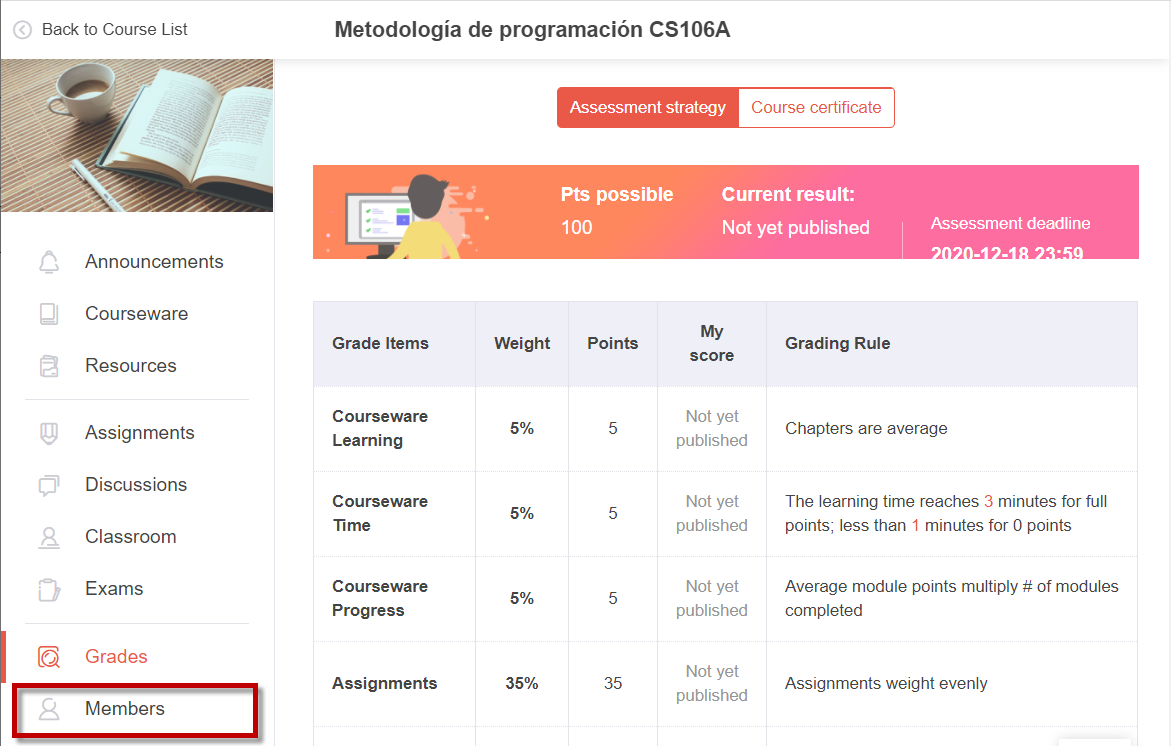 Back to Course List
Metodología de programación CS106A
Assessment strategy
Course certificate
Pts possible
100
Current result:
Not yet published
Assessment deadline
2020-12-18 23:59
Announcements
Courseware
Resources
Assignments
Discussions
Classroom
Exams
Grades
Members
Grade Items
Weight
Points
My
score
Grading Rule
Courseware
Learning
5%
5
Not yet
published
Chapters are average
Courseware
Time
5%
5
Not yet
published
The learning time reaches 3 minutes for full
points; less than 1 minutes for 0 points
Courseware
Progress
5%
5
Not yet
published
Average module points multiply # of modules
completed
Assignments
35%
35
Not yet
published
Assignments weight evenly